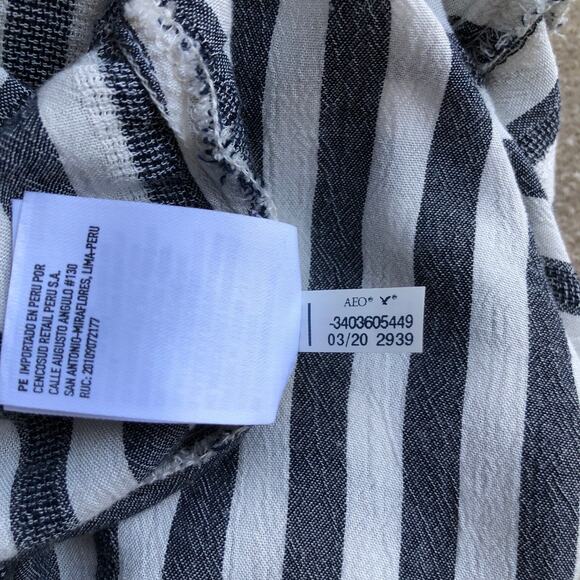 PE IMPORTADO EN PERU POR
CENCOSUD RETAIL PERU S.A.
CALLE AUGUSTO ANGULO #130
SAN ANTONIO-MIRAFLORES, LIMA-PERU
RUC: 20109072177
AEO®
-3403605449
03/20 2939